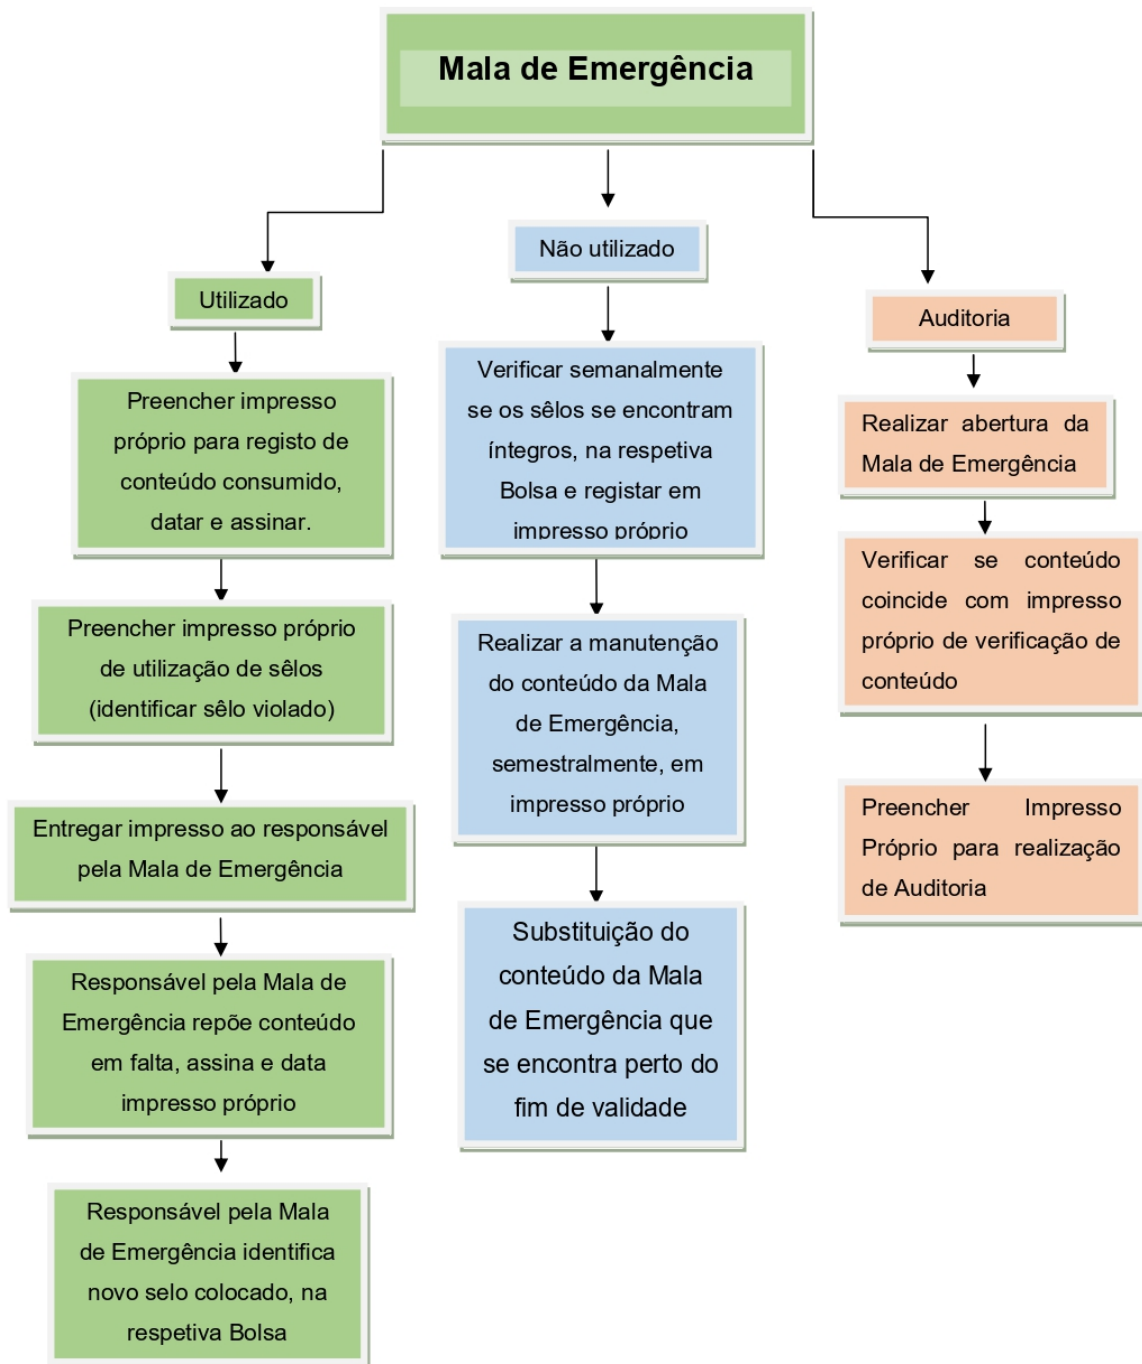 Mala de Emergência
Utilizado
Preencher impresso
próprio para registo de
conteúdo consumido,
datar e assinar.
Preencher impresso próprio
de utilização de sêlos
(identificar sêlo violado)
Entregar impresso ao responsável
pela Mala de Emergência
Responsável pela Mala de
Emergência repõe conteúdo
em falta, assina e data
impresso próprio
Responsável pela Mala
de Emergência identifica
novo selo colocado, na
respetiva Bolsa
Não utilizado
Verificar semanalmente
se os sêlos se encontram
íntegros, na respetiva
Bolsa e registar em
impresso próprio
Realizar a manutenção
do conteúdo da Mala
de Emergência,
semestralmente, em
impresso próprio
Substituição do
conteúdo da Mala
de Emergência que
se encontra perto do
fim de validade
Auditoria
Realizar abertura da
Mala de Emergência
Verificar se conteúdo
coincide com impresso
próprio de verificação de
conteúdo
Preencher Impresso
Próprio para realização
de Auditoria